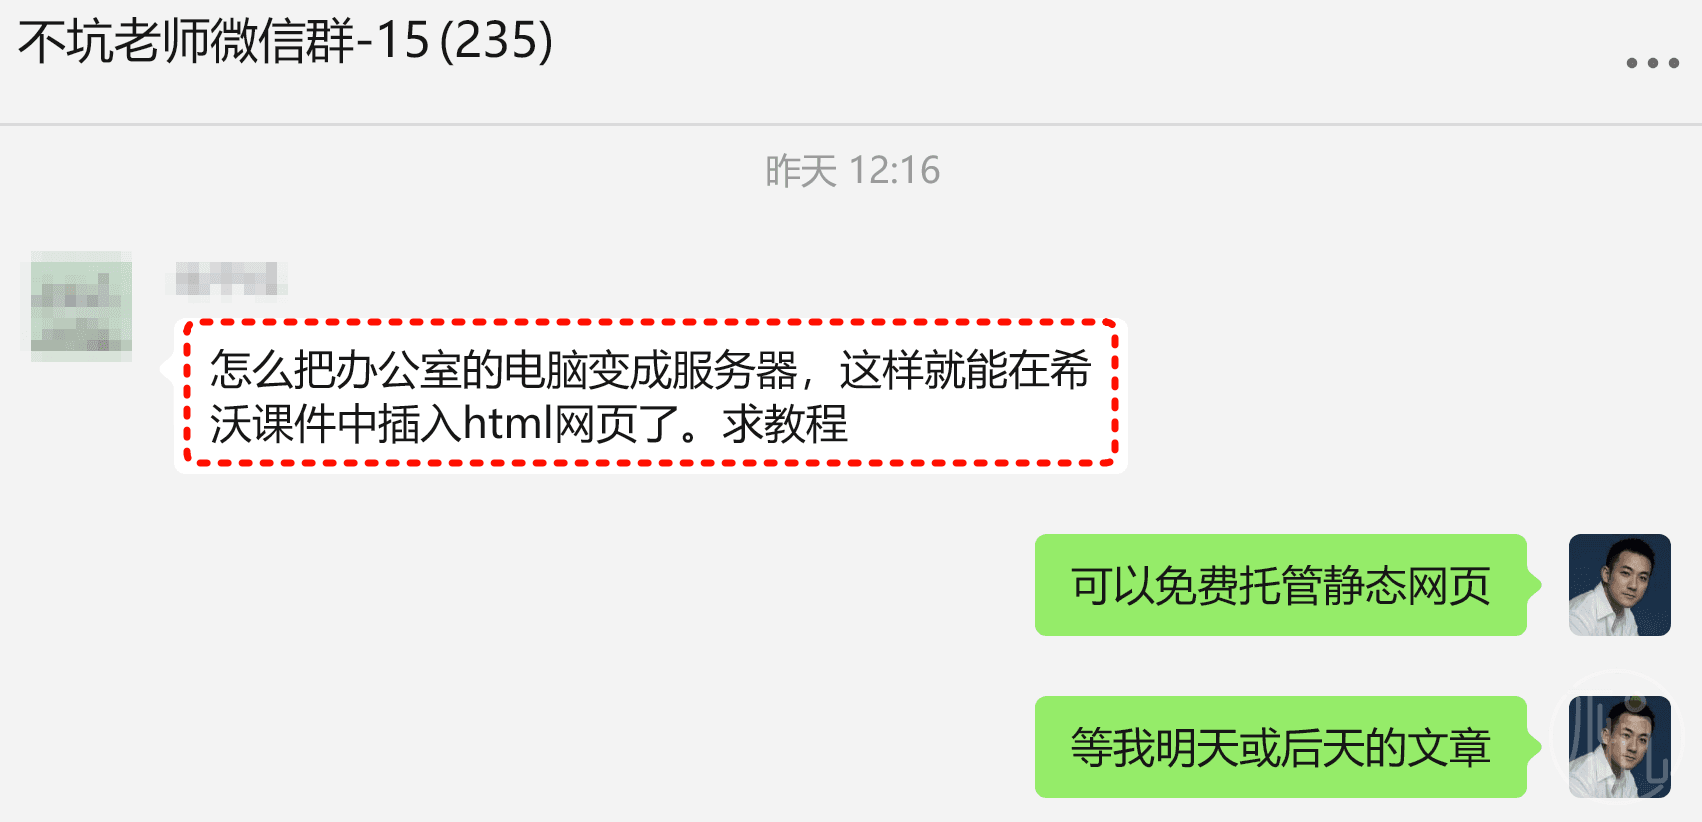 不坑老师微信群-15(235)
昨天 12:16
怎么把办公室的电脑变成服务器，这样就能在希
沃课件中插入html网页了。求教程
可以免费托管静态网页
等我明天或后天的文章